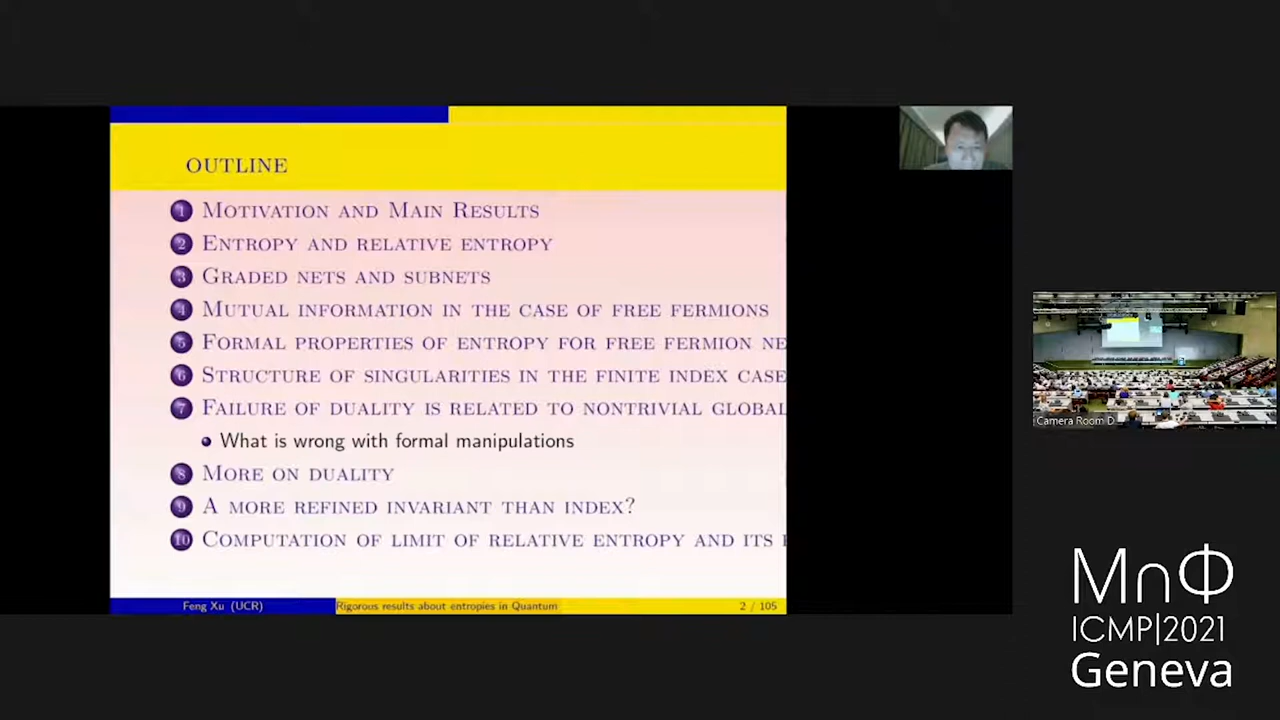 OUTLINE
1 MOTIVATION AND MAIN RESULTS
2 ENTROPY AND RELATIVE ENTROPY
3 GRADED NETS AND SUBNETS
4 MUTUAL INFORMATION IN THE CASE OF FREE FERMIONS
5 FORMAL PROPERTIES OF ENTROPY FOR FREE FERMION NE
6 STRUCTURE OF SINGULARITIES IN THE FINITE INDEX CASE
7 FAILURE OF DUALITY IS RELATED TO NONTRIVIAL GLOBAL
What is wrong with formal manipulations
8 MORE ON DUALITY
9 A MORE REFINED INVARIANT THAN INDEX?
10 COMPUTATION OF LIMIT OF RELATIVE ENTROPY AND ITS
Feng Xu (UCR) Rigorous results about entropies in Quantum 2 / 105
Camera Room D
M∩Φ
ICMP|2021
Geneva